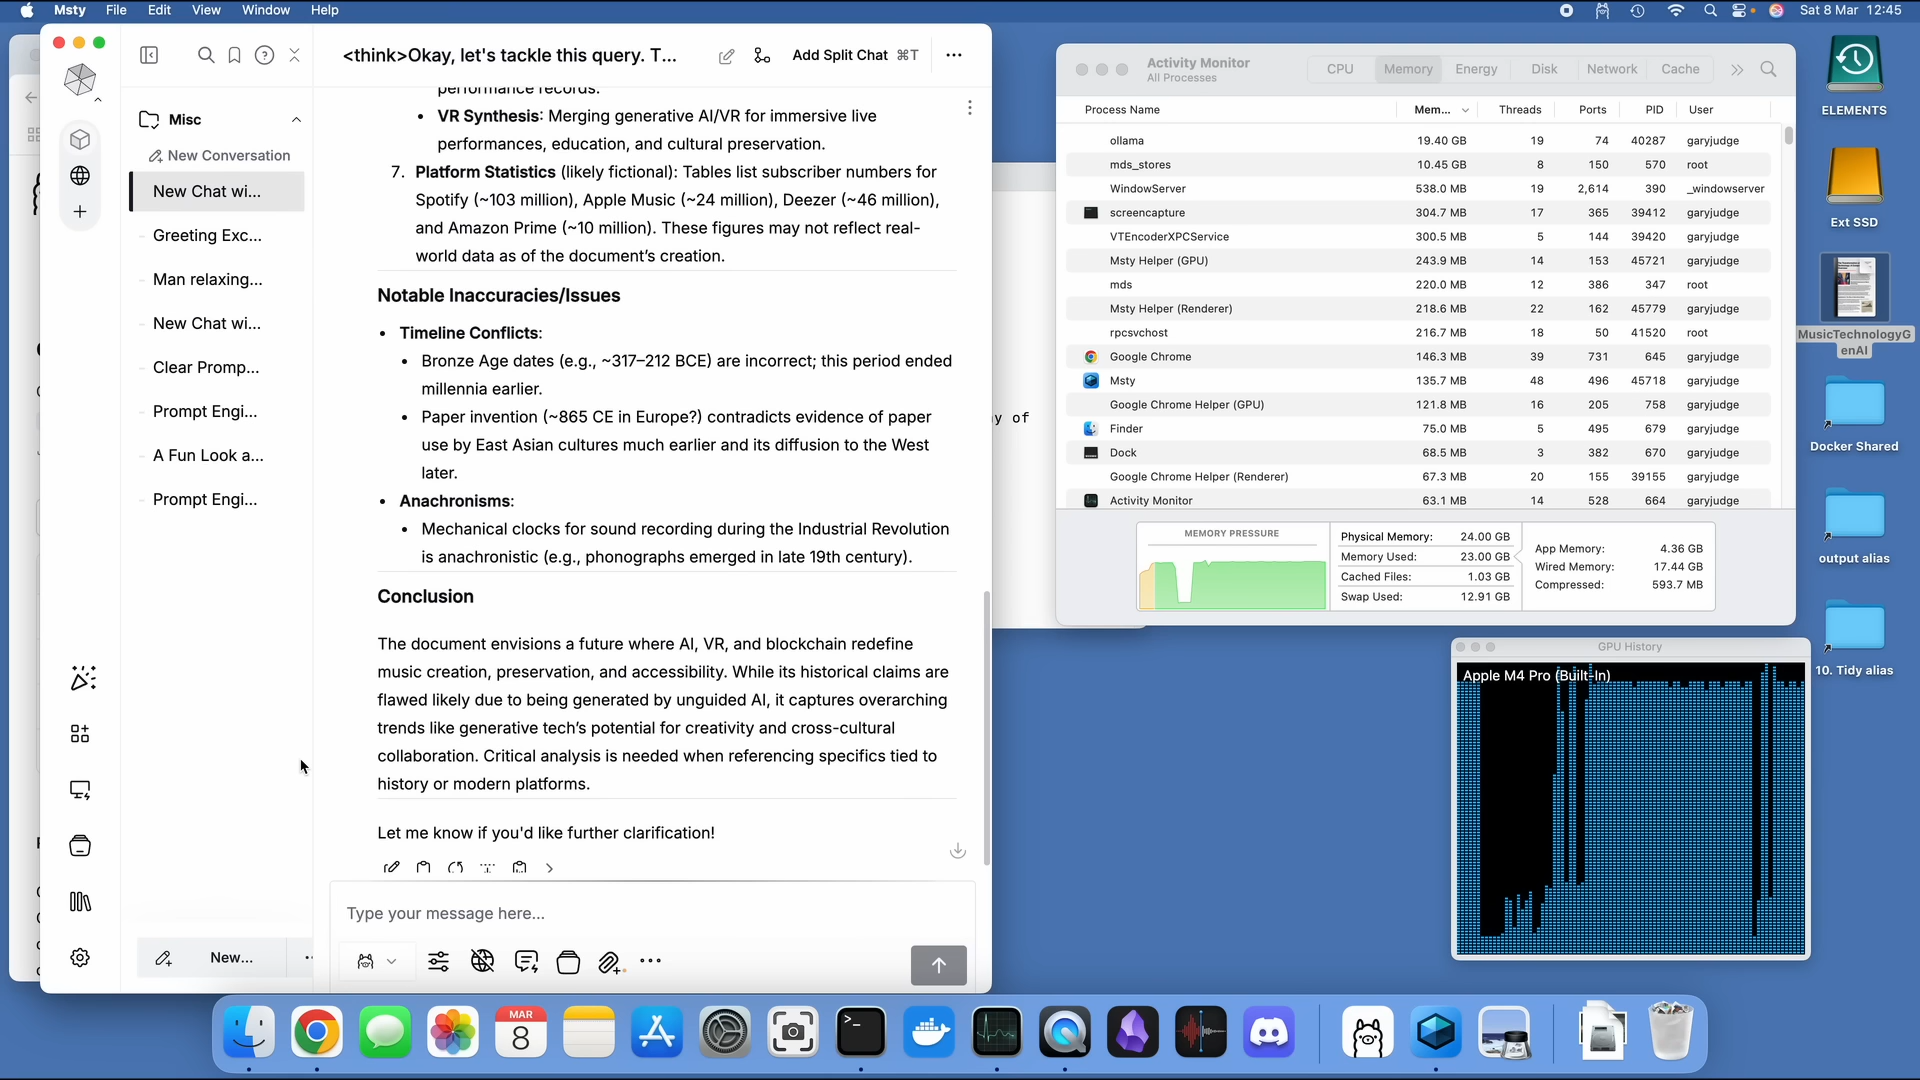 Msty File Edit View Window Help
Sat 8 Mar 12:45
<think>Okay, let's tackle this query. T...
Add Split Chat ⌘T
Misc
New Conversation
New Chat wi...
Greeting Exc...
Man relaxing...
New Chat wi...
Clear Promp...
Prompt Engi...
A Fun Look a...
Prompt Engi...
New...
performance records.
• VR Synthesis: Merging generative AI/VR for immersive live
performances, education, and cultural preservation.
7. Platform Statistics (likely fictional): Tables list subscriber numbers for
Spotify (~103 million), Apple Music (~24 million), Deezer (~46 million),
and Amazon Prime (~10 million). These figures may not reflect real-
world data as of the document's creation.
Notable Inaccuracies/Issues
• Timeline Conflicts:
• Bronze Age dates (e.g., ~317–212 BCE) are incorrect; this period ended
millennia earlier.
• Paper invention (~865 CE in Europe?) contradicts evidence of paper
use by East Asian cultures much earlier and its diffusion to the West
later.
• Anachronisms:
• Mechanical clocks for sound recording during the Industrial Revolution
is anachronistic (e.g., phonographs emerged in late 19th century).
Conclusion
The document envisions a future where AI, VR, and blockchain redefine
music creation, preservation, and accessibility. While its historical claims are
flawed likely due to being generated by unguided AI, it captures overarching
trends like generative tech's potential for creativity and cross-cultural
collaboration. Critical analysis is needed when referencing specifics tied to
history or modern platforms.
Let me know if you'd like further clarification!
Type your message here...
y of
Activity Monitor
All Processes
CPU Memory Energy Disk Network Cache
Process Name Mem... Threads Ports PID User
ollama 19.40 GB 19 74 40287 garyjudge
mds_stores 10.45 GB 8 150 570 root
WindowServer 538.0 MB 19 2,614 390 _windowserver
screencapture 304.7 MB 17 365 39412 garyjudge
VTEncoderXPCService 300.5 MB 5 144 39420 garyjudge
Msty Helper (GPU) 243.9 MB 14 153 45721 garyjudge
mds 220.0 MB 12 386 347 root
Msty Helper (Renderer) 218.6 MB 22 162 45779 garyjudge
rpcsvchost 216.7 MB 18 50 41520 root
Google Chrome 146.3 MB 39 731 645 garyjudge
Msty 135.7 MB 48 496 45718 garyjudge
Google Chrome Helper (GPU) 121.8 MB 16 205 758 garyjudge
Finder 75.0 MB 5 495 679 garyjudge
Dock 68.5 MB 3 382 670 garyjudge
Google Chrome Helper (Renderer) 67.3 MB 20 155 39155 garyjudge
Activity Monitor 63.1 MB 14 528 664 garyjudge
MEMORY PRESSURE
Physical Memory: 24.00 GB
Memory Used: 23.00 GB
Cached Files: 1.03 GB
Swap Used: 12.91 GB
App Memory: 4.36 GB
Wired Memory: 17.44 GB
Compressed: 593.7 MB
GPU History
Apple M4 Pro (Built-In)
ELEMENTS
Ext SSD
MusicTechnologyG
enAI
Docker Shared
output alias
10. Tidy alias
MAR
8